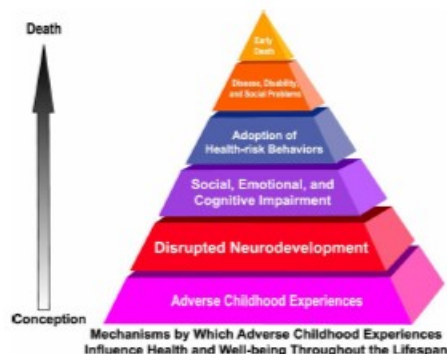 Death
Early
Death
Disease, Disability,
and Social Problems
Adoption of
Health-risk Behaviors
Social, Emotional, and
Cognitive Impairment
Disrupted Neurodevelopment
Adverse Childhood Experiences
Conception
Mechanisms by Which Adverse Childhood Experiences
Influence Health and Well-being Throughout the Lifespan